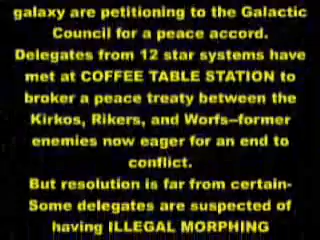 galaxy are petitioning to the Galactic
Council for a peace accord.
Delegates from 12 star systems have
met at COFFEE TABLE STATION to
broker a peace treaty between the
Kirkos, Rikers, and Worfs--former
enemies now eager for an end to
conflict.
But resolution is far from certain-
Some delegates are suspected of
having ILLEGAL MORPHING